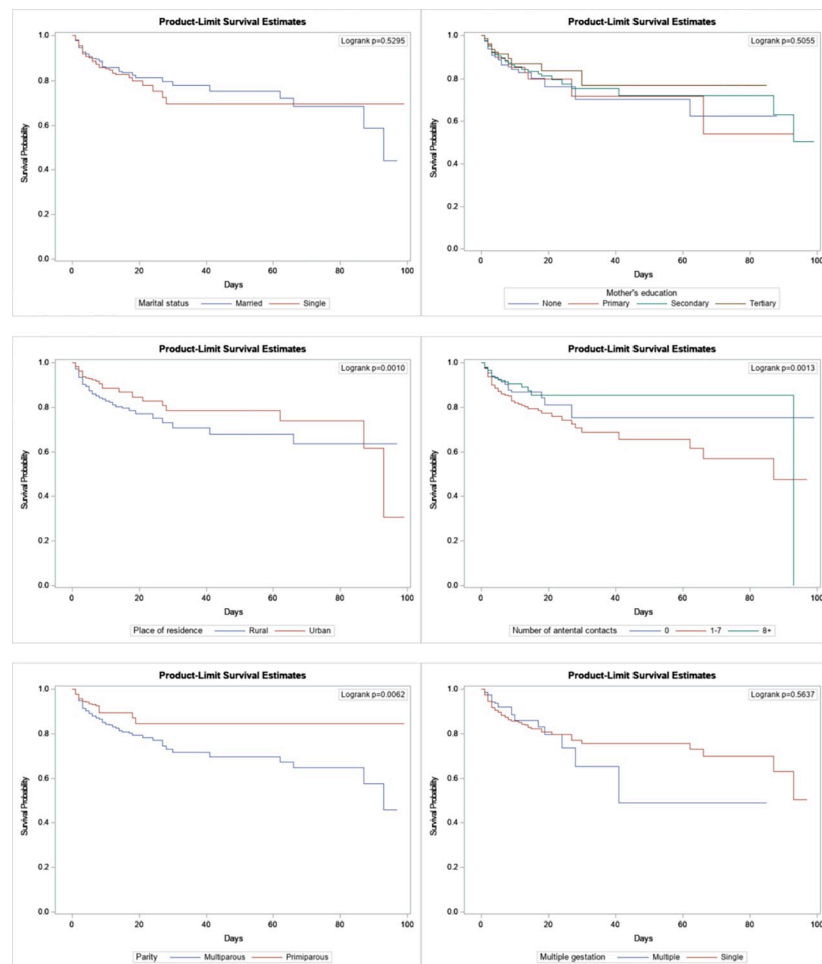 Product-Limit Survival Estimates
Logrank p=0.5295
1.0
0.8
0.6
0.4
0.2
0.0
Survival Probability
0 20 40 60 80 100
Days
Marital status Married Single
Product-Limit Survival Estimates
Logrank p=0.5055
1.0
0.8
0.6
0.4
0.2
0.0
Survival Probability
0 20 40 60 80 100
Days
Mother's education
None Primary Secondary Tertiary
Product-Limit Survival Estimates
Logrank p=0.0010
1.0
0.8
0.6
0.4
0.2
0.0
Survival Probability
0 20 40 60 80 100
Days
Place of residence Rural Urban
Product-Limit Survival Estimates
Logrank p=0.0013
1.0
0.8
0.6
0.4
0.2
0.0
Survival Probability
0 20 40 60 80 100
Days
Number of antental contacts 0 1-7 8+
Product-Limit Survival Estimates
Logrank p=0.0062
1.0
0.8
0.6
0.4
0.2
0.0
Survival Probability
0 20 40 60 80 100
Days
Parity Multiparous Primiparous
Product-Limit Survival Estimates
Logrank p=0.5637
1.0
0.8
0.6
0.4
0.2
0.0
Survival Probability
0 20 40 60 80 100
Days
Multiple gestation Multiple Single